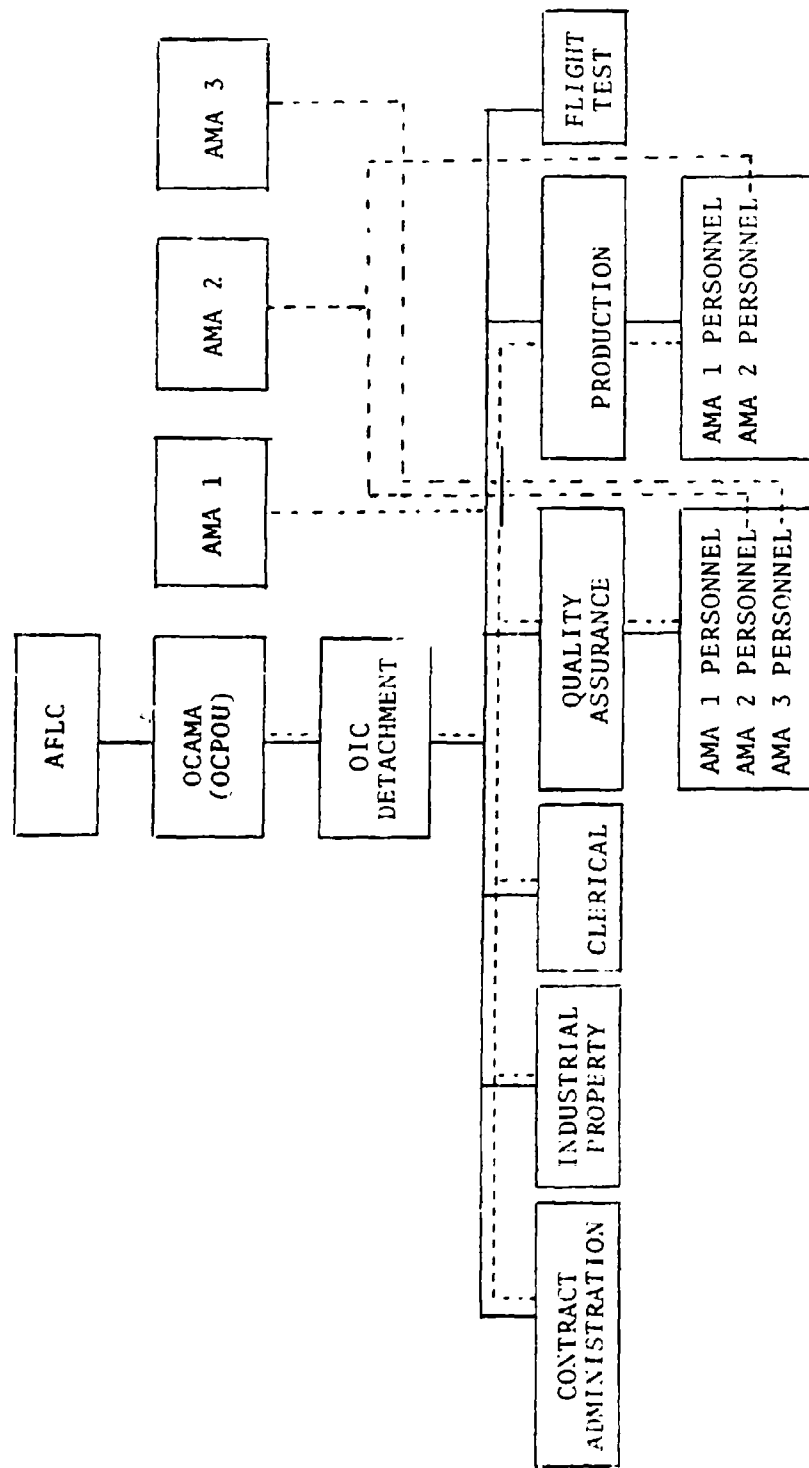 AFLC
OCAMA
(OCPOU)
AMA 1
AMA 2
AMA 3
OIC
DETACHMENT
CONTRACT
ADMINISTRATION
INDUSTRIAL
PROPERTY
CLERICAL
QUALITY
ASSURANCE
PRODUCTION
FLIGHT
TEST
AMA 1 PERSONNEL
AMA 2 PERSONNEL
AMA 3 PERSONNEL
AMA 1 PERSONNEL
AMA 2 PERSONNEL